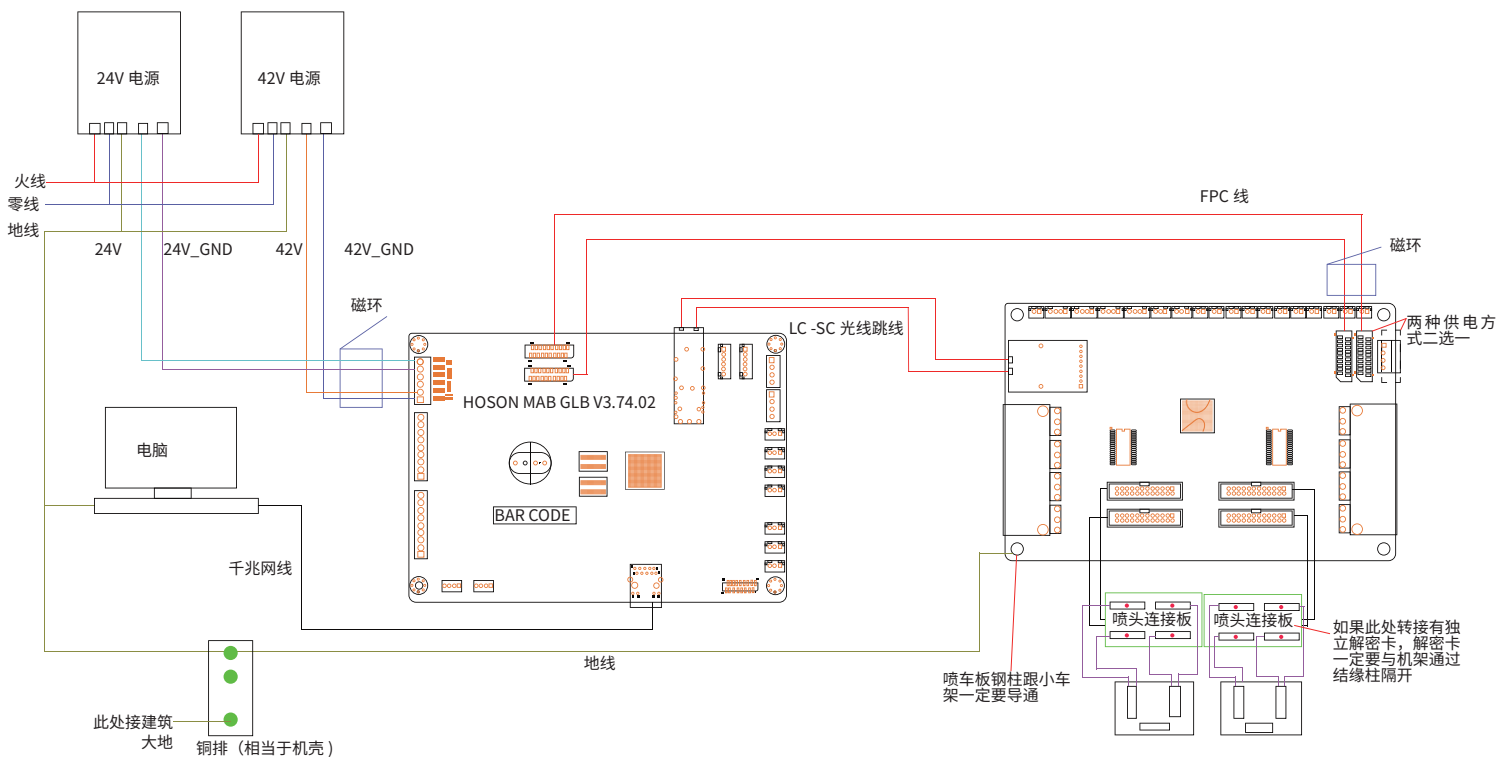 24V 电源
42V 电源
火线
零线
地线
24V
24V_GND
42V
42V_GND
FPC 线
磁环
磁环
LC -SC 光线跳线
两种供电方
式二选一
HOSON MAB GLB V3.74.02
电脑
BAR CODE
千兆网线
喷头连接板
喷头连接板
如果此处转接有独
立解密卡，解密卡
一定要与机架通过
结缘柱隔开
地线
喷车板钢柱跟小车
架一定要导通
此处接建筑
大地
铜排（相当于机壳 )